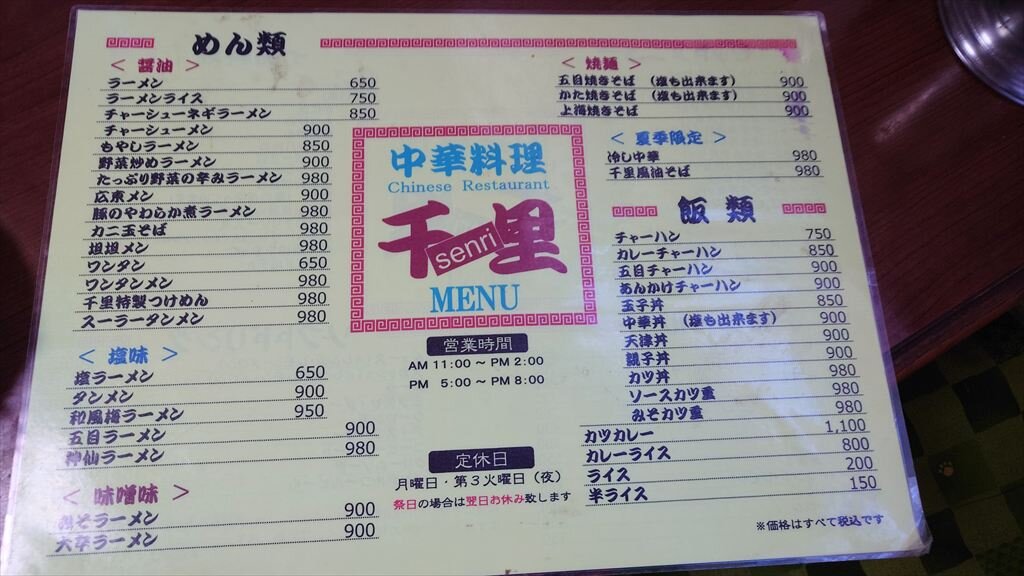 めん類
< 醤油 >
ラーメン 650
ラーメンライス 750
チャーシューネギラーメン 850
チャーシューメン 900
もやしラーメン 850
野菜炒めラーメン 900
たっぷり野菜の辛みラーメン 980
広東メン 900
豚のやわらか煮ラーメン 980
カニ玉そば 980
坦坦メン 980
ワンタン 650
ワンタンメン 980
千里特製つけめん 980
スーラータンメン 980
< 塩味 >
塩ラーメン 650
タンメン 900
和風梅ラーメン 950
五目ラーメン 900
神仙ラーメン 980
< 味噌味 >
みそラーメン 900
大辛ラーメン 900
中華料理
Chinese Restaurant
千里
senri
MENU
営業時間
AM 11:00 ~ PM 2:00
PM 5:00 ~ PM 8:00
定休日
月曜日・第3火曜日(夜)
祭日の場合は翌日お休み致します
< 焼麺 >
五目焼きそば (塩も出来ます) 900
かた焼きそば (塩も出来ます) 900
上海焼きそば 900
< 夏季限定 >
冷し中華 980
千里風油そば 980
飯類
チャーハン 750
カレーチャーハン 850
五目チャーハン 900
あんかけチャーハン 900
玉子丼 850
中華丼 (塩も出来ます) 900
天津丼 900
親子丼 900
カツ丼 980
ソースカツ重 980
みそカツ重 980
カツカレー 1,100
カレーライス 800
ライス 200
半ライス 150
※価格はすべて税込です